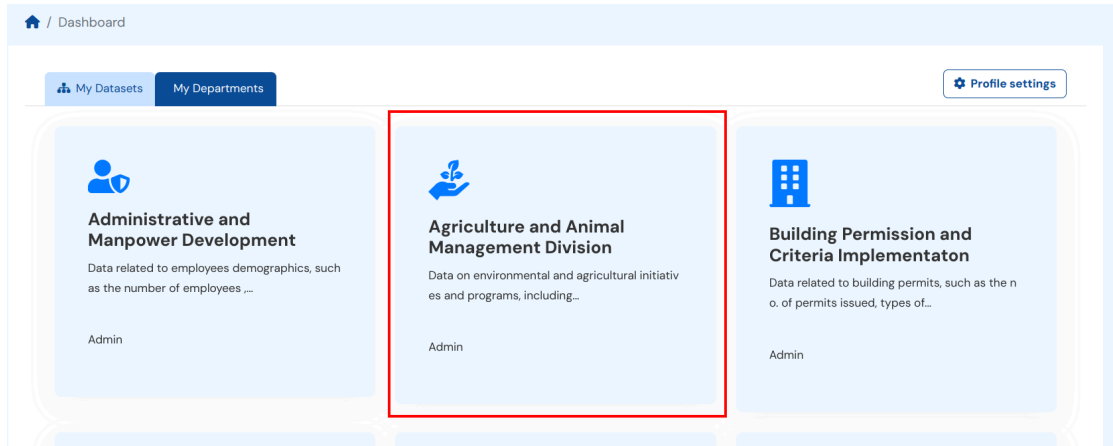 / Dashboard
My Datasets
My Departments
Profile settings
Administrative and
Manpower Development
Data related to employees demographics, such
as the number of employees ,...
Admin
Agriculture and Animal
Management Division
Data on environmental and agricultural initiativ
es and programs, including...
Admin
Building Permission and
Criteria Implementaton
Data related to building permits, such as the n
o. of permits issued, types of...
Admin